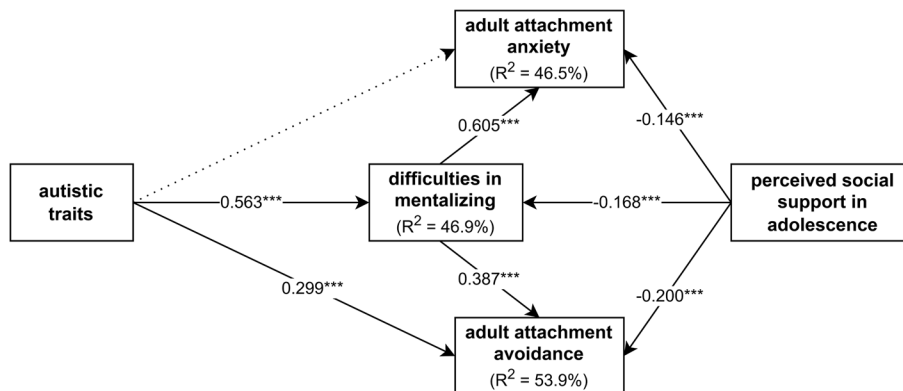 adult attachment
anxiety
(R² = 46.5%)
0.605***
-0.146***
autistic
traits
0.563***
difficulties in
mentalizing
(R² = 46.9%)
-0.168***
perceived social
support in
adolescence
0.299***
0.387***
-0.200***
adult attachment
avoidance
(R² = 53.9%)